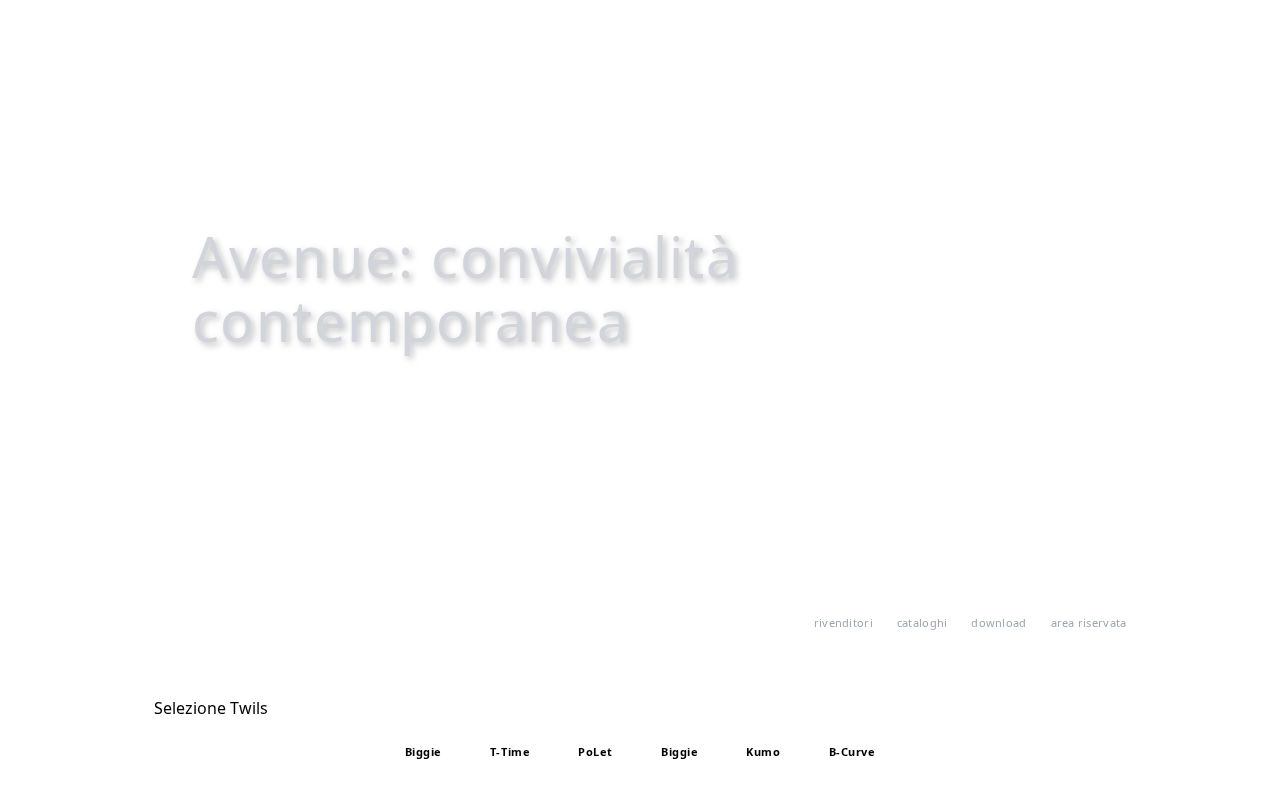 Avenue: convivialità
contemporanea
rivenditori cataloghi download area riservata
Selezione Twils
Biggie T-Time PoLet Biggie Kumo B-Curve